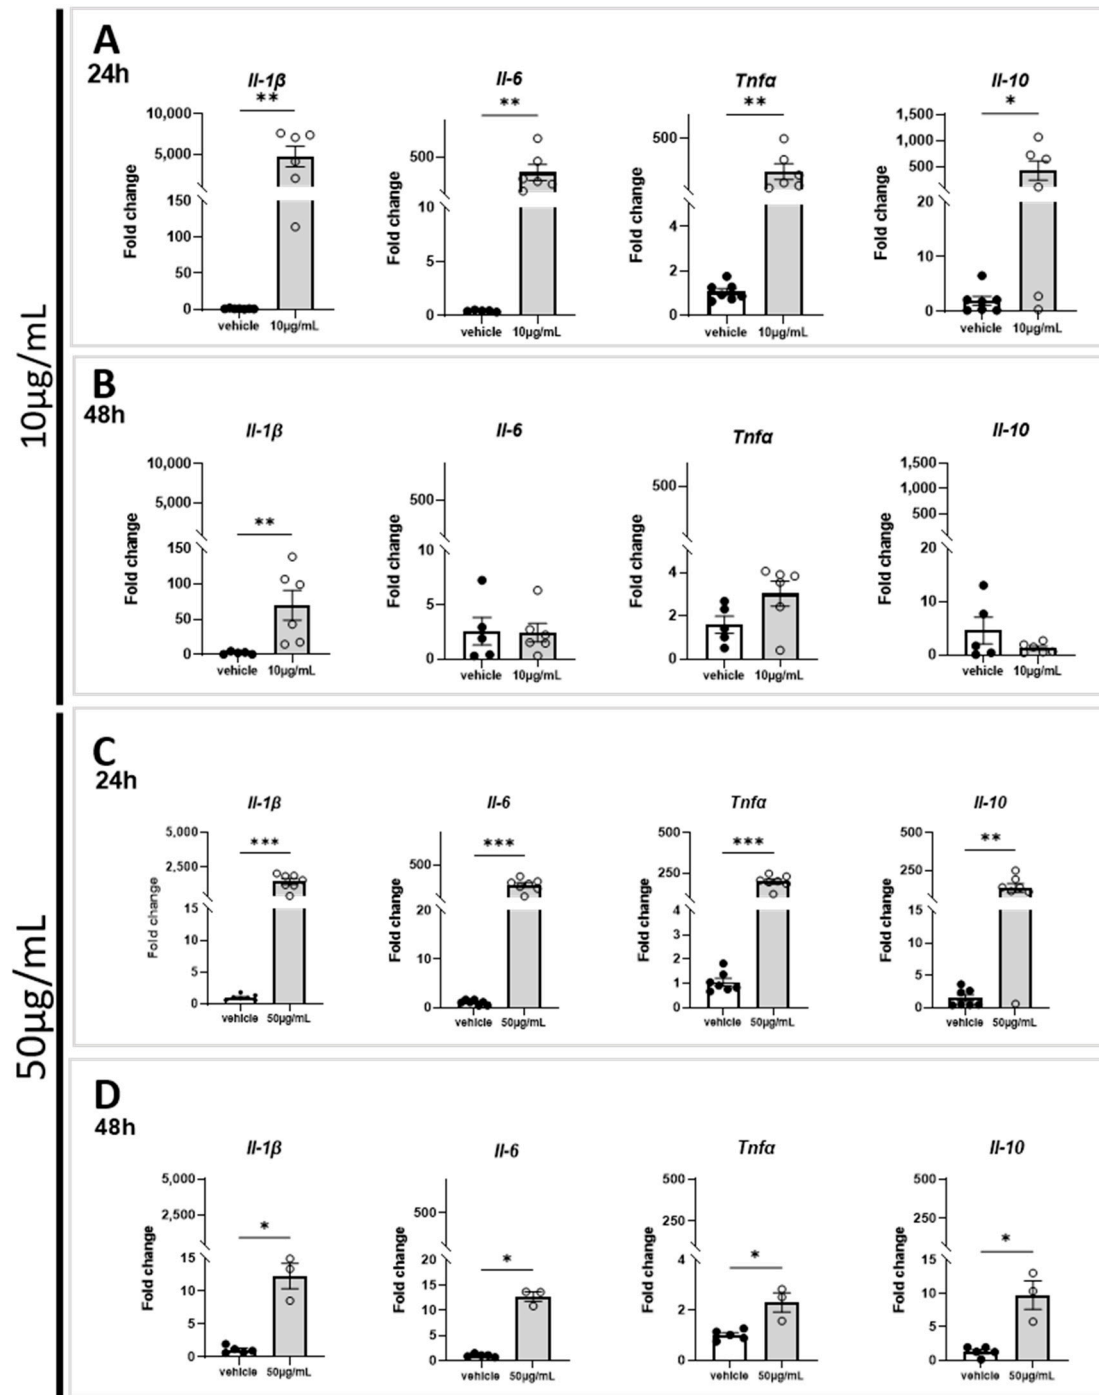 10µg/mL
A
24h
Il-1β
**
Fold change
10,000
5,000
150
100
50
0
vehicle 10µg/mL
Il-6
**
Fold change
500
10
5
0
vehicle 10µg/mL
Tnfα
**
Fold change
500
4
2
0
vehicle 10µg/mL
Il-10
*
Fold change
1,500
1,000
500
20
10
0
vehicle 10µg/mL
B
48h
Il-1β
**
Fold change
10,000
5,000
150
100
50
0
vehicle 10µg/mL
Il-6
Fold change
500
10
5
0
vehicle 10µg/mL
Tnfα
Fold change
500
4
2
0
vehicle 10µg/mL
Il-10
Fold change
1,500
1,000
500
20
10
0
vehicle 10µg/mL
50µg/mL
C
24h
Il-1β
***
Fold change
5,000
2,500
15
10
5
0
vehicle 50µg/mL
Il-6
***
Fold change
500
20
10
0
vehicle 50µg/mL
Tnfα
***
Fold change
500
250
4
3
2
1
0
vehicle 50µg/mL
Il-10
**
Fold change
500
250
15
10
5
0
vehicle 50µg/mL
D
48h
Il-1β
*
Fold change
5,000
2,500
15
10
5
0
vehicle 50µg/mL
Il-6
*
Fold change
500
20
15
10
5
0
vehicle 50µg/mL
Tnfα
*
Fold change
500
250
4
2
0
vehicle 50µg/mL
Il-10
*
Fold change
500
250
15
10
5
0
vehicle 50µg/mL